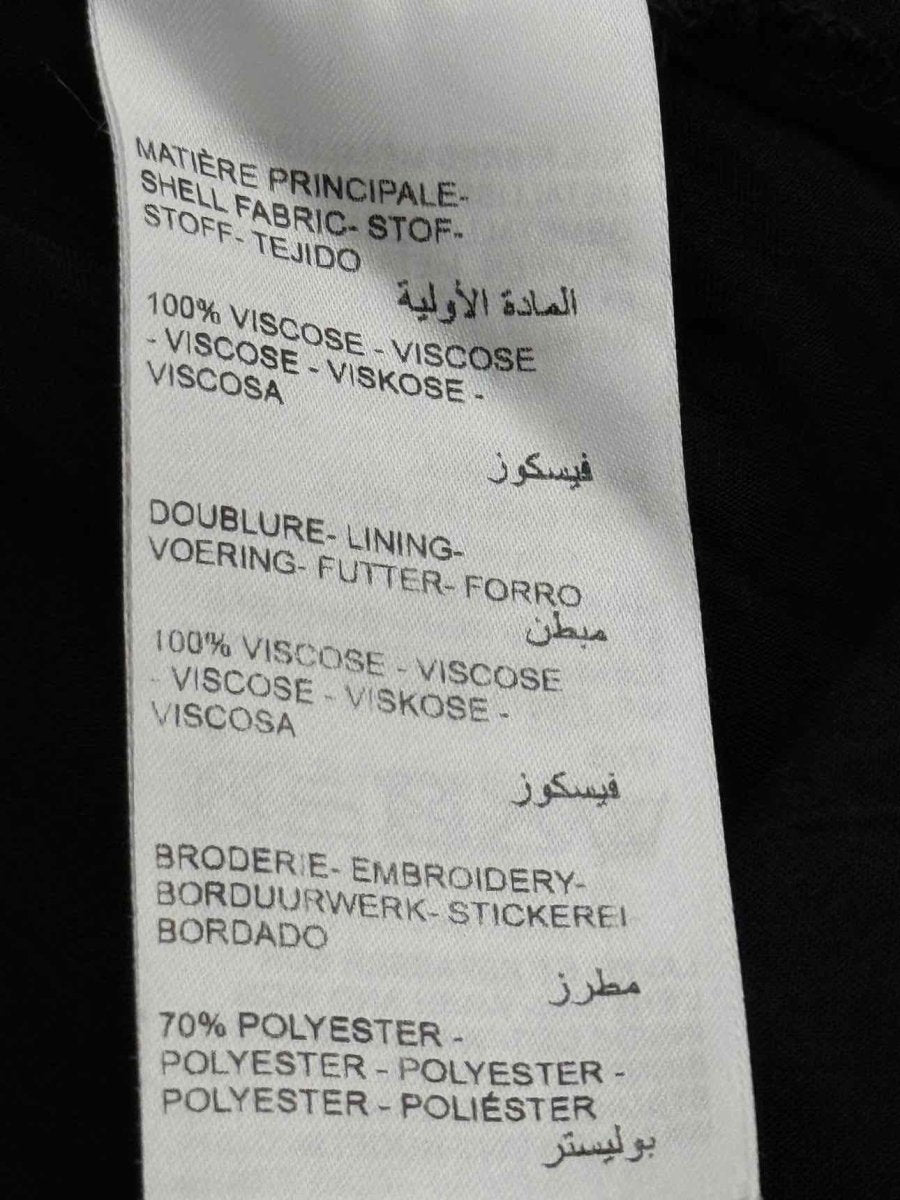 MATIÈRE PRINCIPALE-
SHELL FABRIC- STOF-
STOFF- TEJIDO
المادة الأولية
100% VISCOSE - VISCOSE
- VISCOSE - VISKOSE -
VISCOSA
فيسكوز
DOUBLURE- LINING-
VOERING- FUTTER- FORRO
مبطن
100% VISCOSE - VISCOSE
- VISCOSE - VISKOSE -
VISCOSA
فيسكوز
BRODERIE- EMBROIDERY-
BORDUURWERK- STICKEREI
BORDADO
مطرز
70% POLYESTER -
POLYESTER - POLYESTER -
POLYESTER - POLIÉSTER
بوليستر